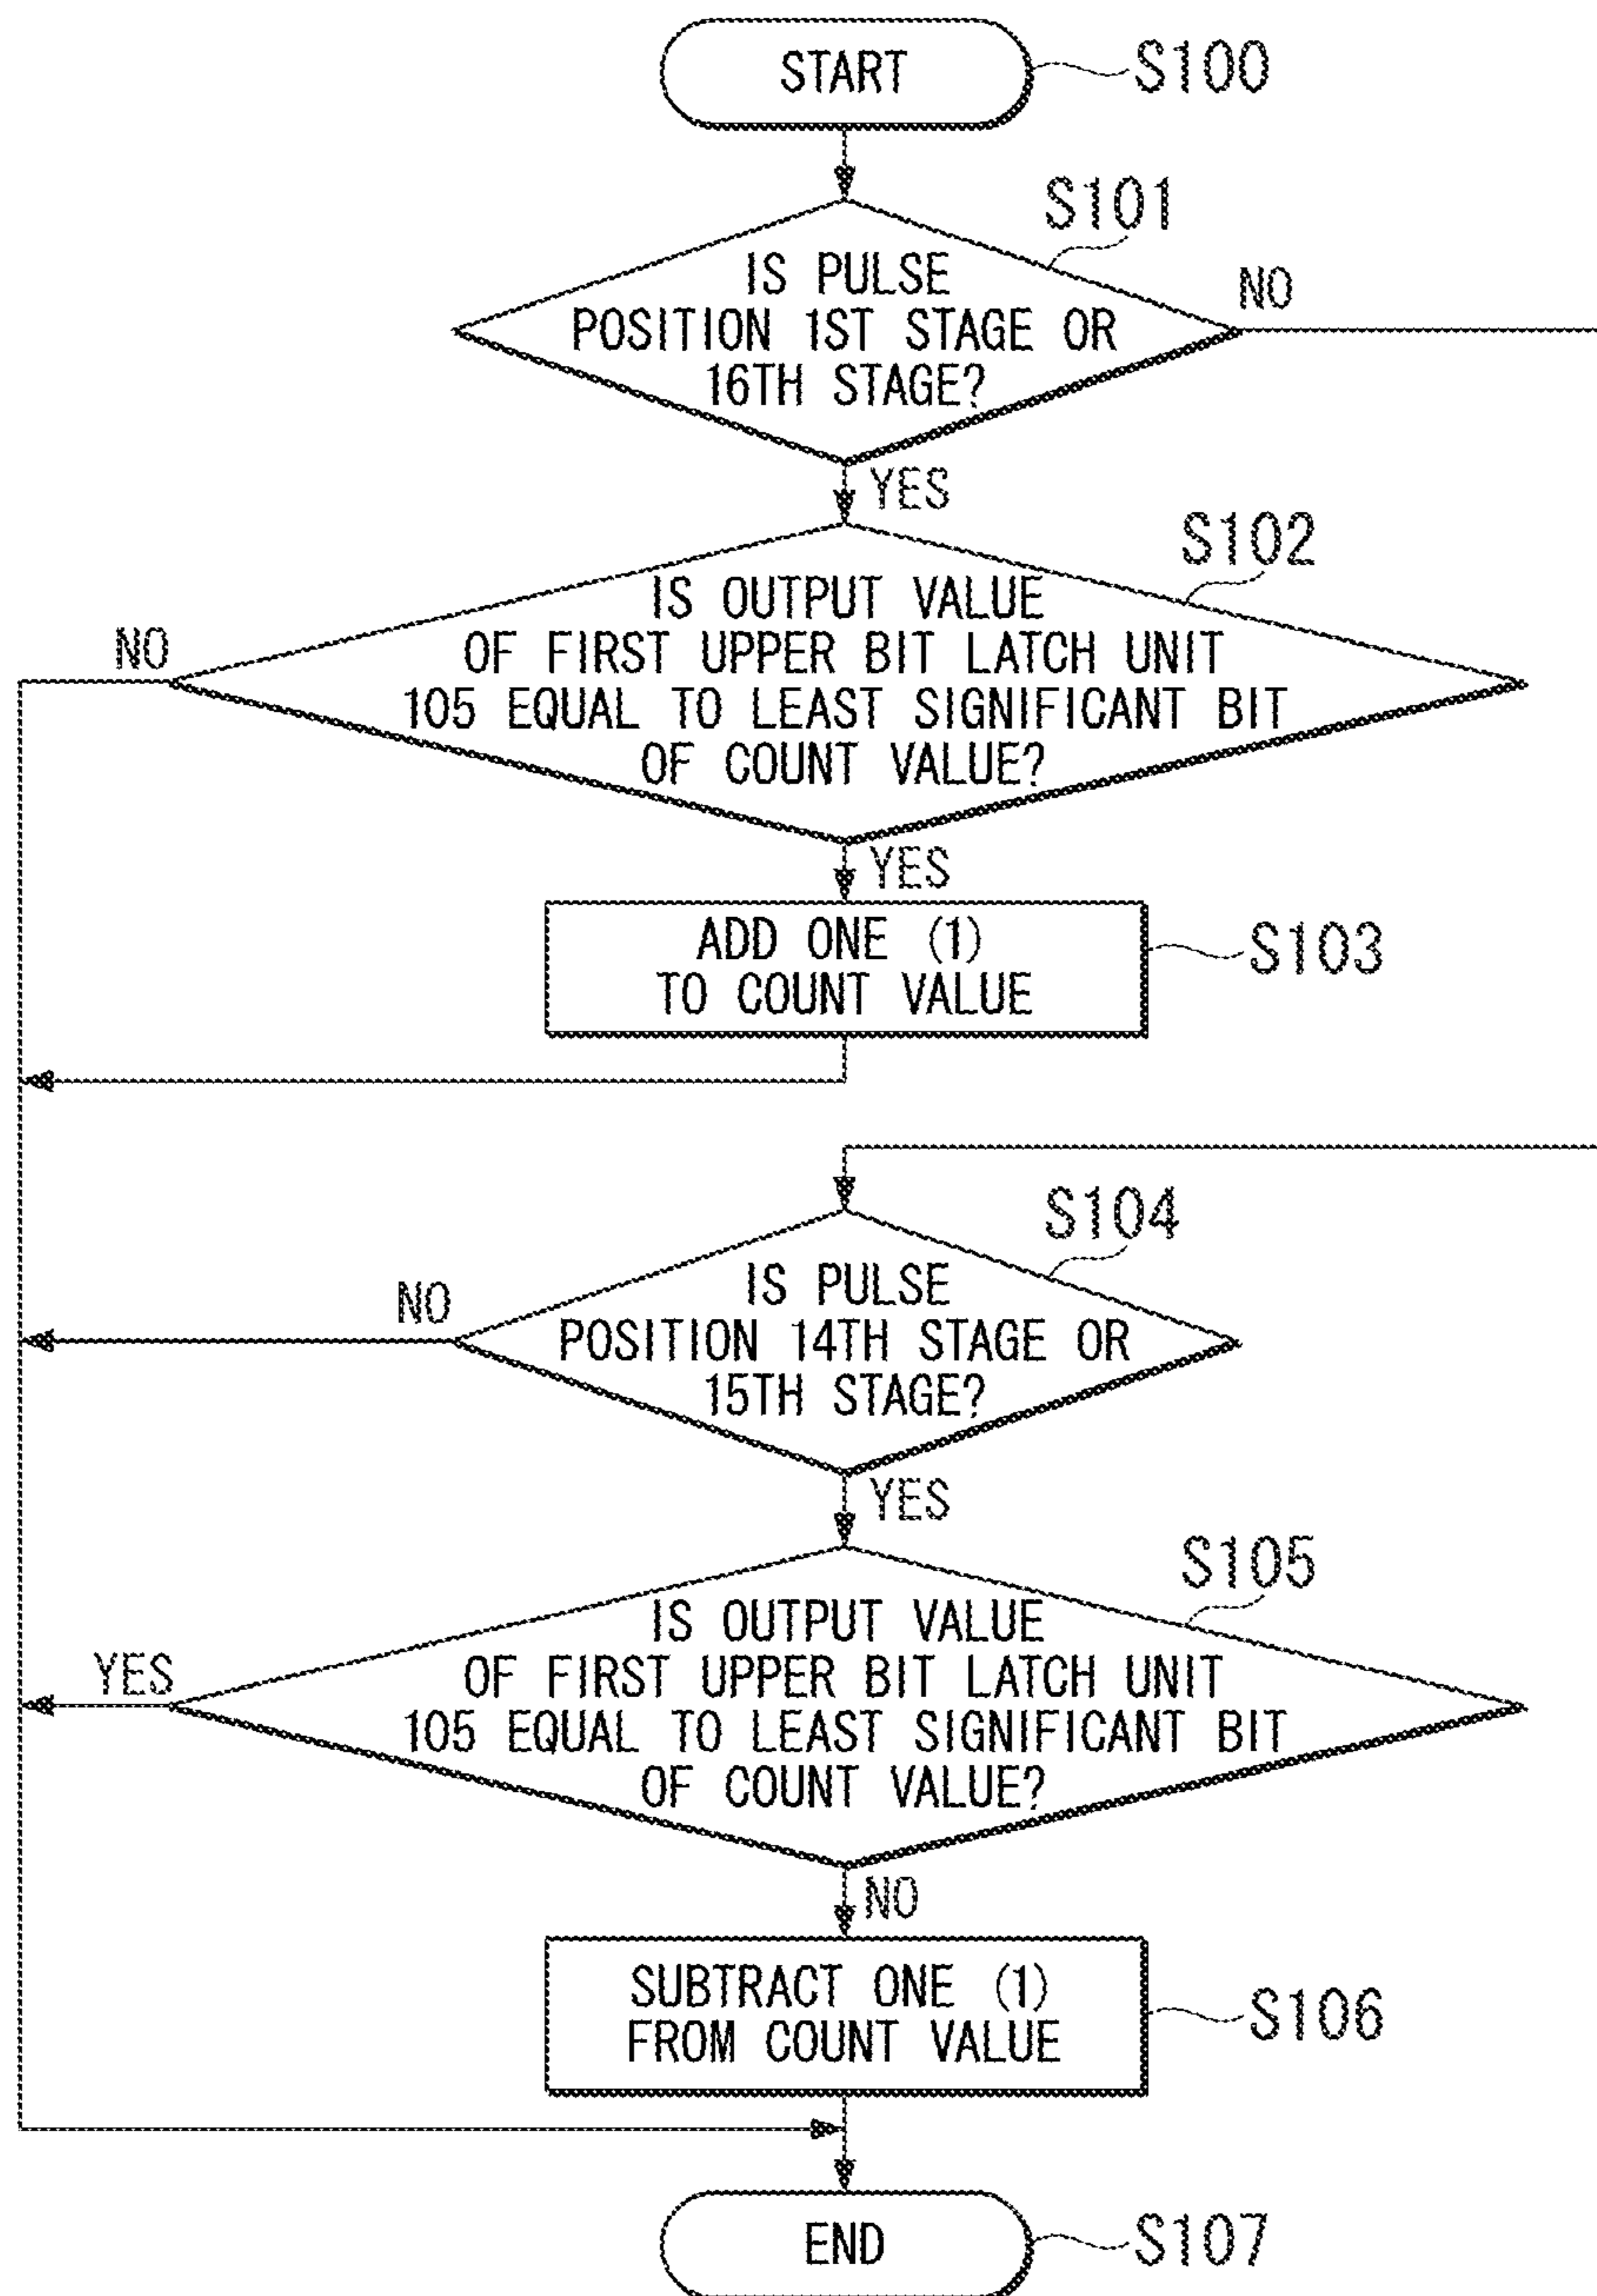 START
S100
S101
IS PULSE
POSITION 1ST STAGE OR
16TH STAGE?
NO
YES
S102
IS OUTPUT VALUE
OF FIRST UPPER BIT LATCH UNIT
105 EQUAL TO LEAST SIGNIFICANT BIT
OF COUNT VALUE?
NO
YES
ADD ONE (1)
TO COUNT VALUE
S103
S104
IS PULSE
POSITION 14TH STAGE OR
15TH STAGE?
NO
YES
S105
IS OUTPUT VALUE
OF FIRST UPPER BIT LATCH UNIT
105 EQUAL TO LEAST SIGNIFICANT BIT
OF COUNT VALUE?
YES
NO
SUBTRACT ONE (1)
FROM COUNT VALUE
S106
END
S107